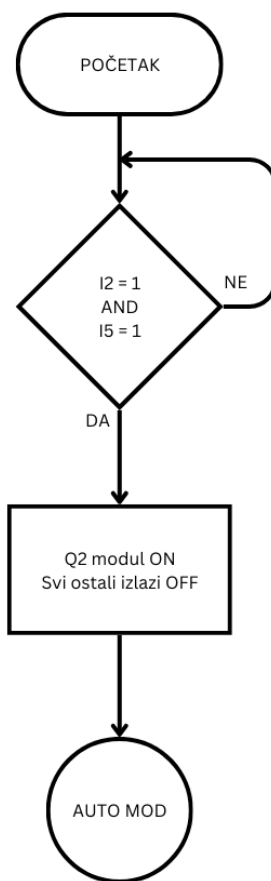 POČETAK
I2 = 1
AND
I5 = 1
NE
DA
Q2 modul ON
Svi ostali izlazi OFF
AUTO MOD